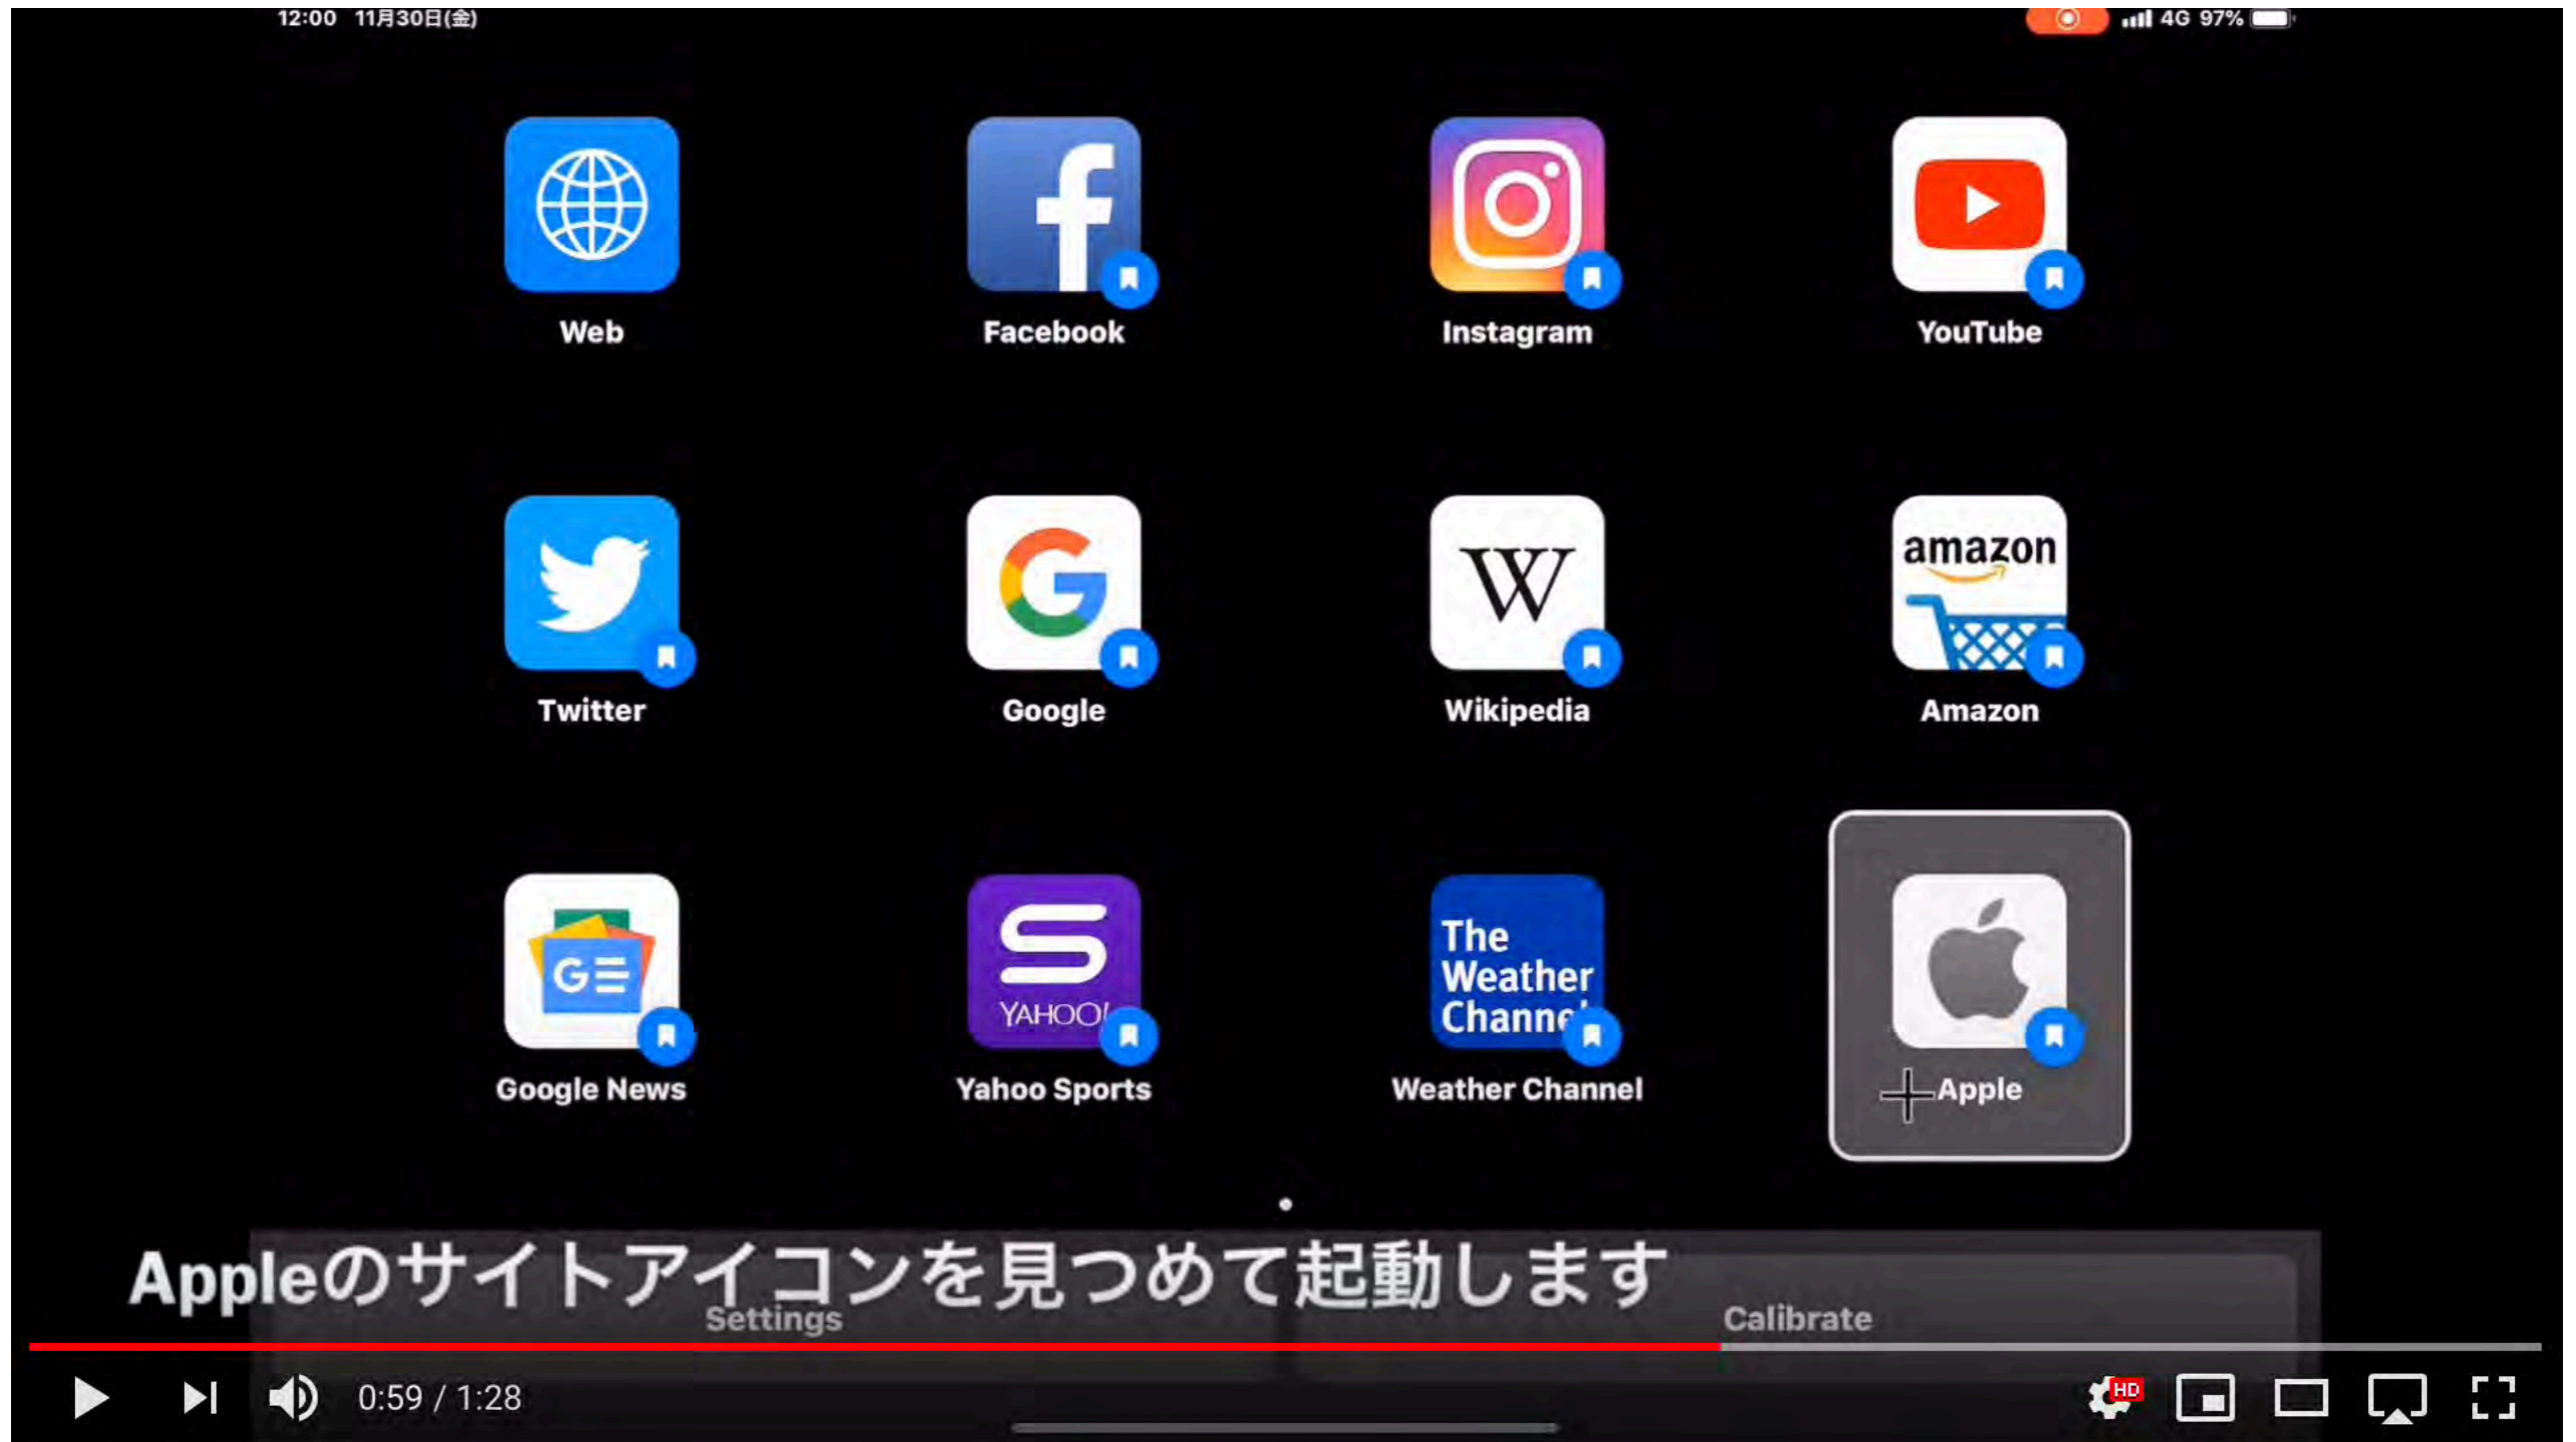 12:00 11月30日(金) 4G 97%
Web Facebook Instagram YouTube
amazon
Twitter Google Wikipedia Amazon
GE
YAHOO!
The
Weather
Channel
Google News Yahoo Sports Weather Channel Apple
Appleのサイトアイコンを見つめて起動します
Settings Calibrate
0:59 / 1:28 HD